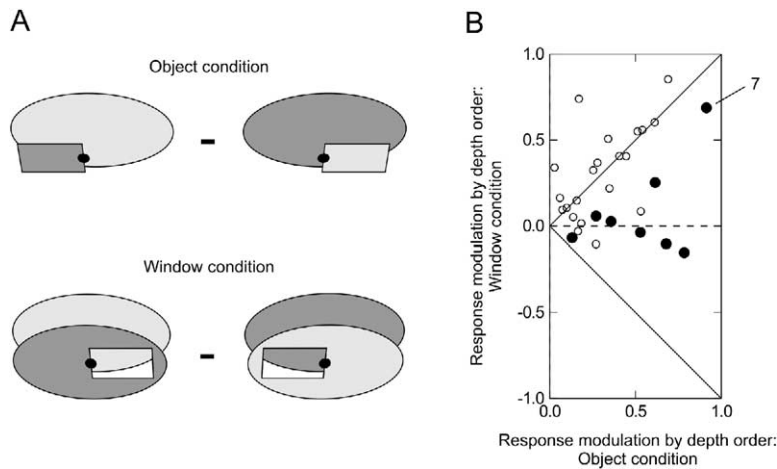 A
Object condition
Window condition
B
Response modulation by depth order:
Window condition
1.0
0.5
0.0
-0.5
-1.0
7
0.0
0.5
1.0
Response modulation by depth order:
Object condition